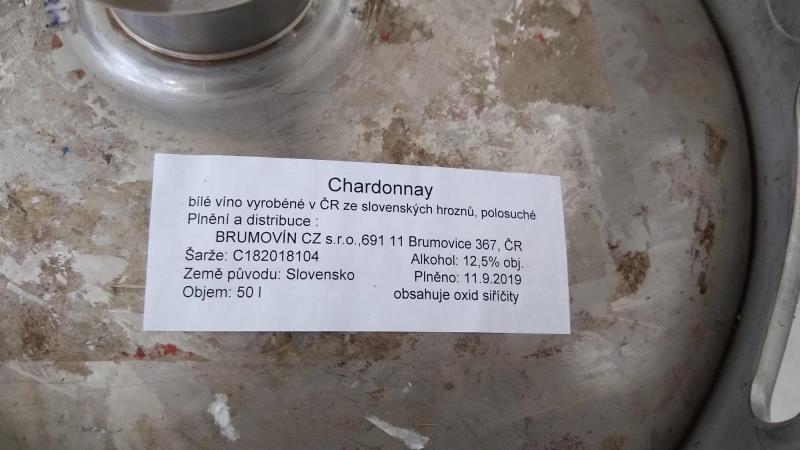 Chardonnay
bílé víno vyrobéné v ČR ze slovenských hroznů, polosuché
Plnění a distribuce :
BRUMOVÍN CZ s.r.o.,691 11 Brumovice 367, ČR
Šarže: C182018104 Alkohol: 12,5% obj.
Země původu: Slovensko Plněno: 11.9.2019
Objem: 50 l obsahuje oxid siříčity